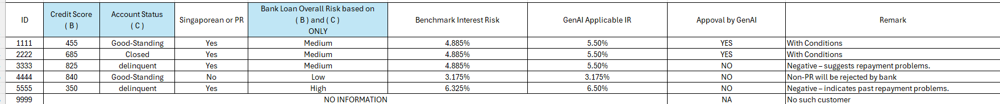 ID | Credit Score ( B ) | Account Status ( C ) | Singaporean or PR | Bank Loan Overall Risk based on ( B ) and ( C ) ONLY | Benchmark Interest Risk | GenAI Applicable IR | Appoval by GenAI | Remark
1111 | 455 | Good-Standing | Yes | Medium | 4.885% | 5.50% | YES | With Conditions
2222 | 685 | Closed | Yes | Medium | 4.885% | 5.50% | YES | With Conditions
3333 | 825 | delinquent | Yes | Medium | 4.885% | 5.50% | NO | Negative – suggests repayment problems.
4444 | 840 | Good-Standing | No | Low | 3.175% | 3.175% | NO | Non-PR will be rejected by bank
5555 | 350 | delinquent | Yes | High | 6.325% | 6.50% | NO | Negative – indicates past repayment problems.
9999 | NO INFORMATION | NA | No such customer